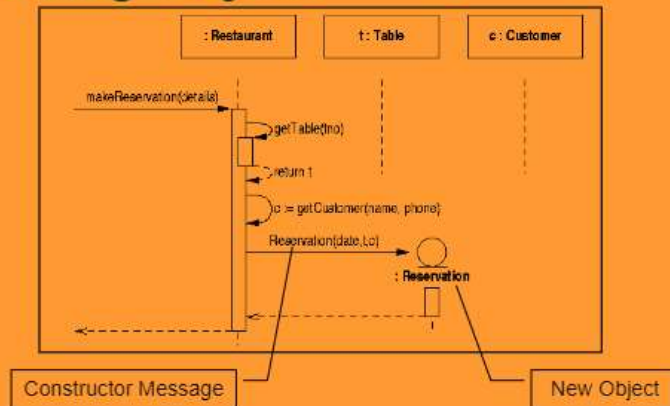 : Restaurant
t : Table
c : Customer
makeReservation(details)
getTable(tno)
return t
c := getCustomer(name, phone)
Reservation(date,t,c)
: Reservation
Constructor Message
New Object